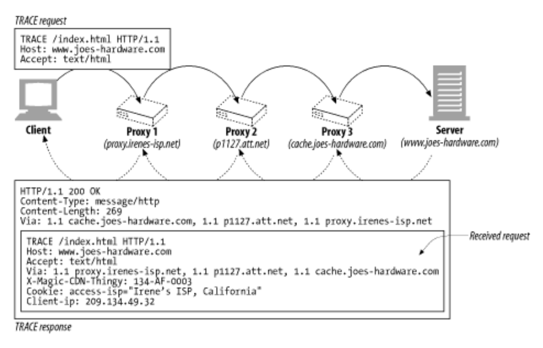 TRACE request
TRACE /index.html HTTP/1.1
Host: www.joes-hardware.com
Accept: text/html
Client
Proxy 1
(proxy.irenes-isp.net)
Proxy 2
(p1127.att.net)
Proxy 3
(cache.joes-hardware.com)
Server
(www.joes-hardware.com)
HTTP/1.1 200 OK
Content-Type: message/http
Content-Length: 269
Via: 1.1 cache.joes-hardware.com, 1.1 p1127.att.net, 1.1 proxy.irenes-isp.net
TRACE /index.html HTTP/1.1
Host: www.joes-hardware.com
Accept: text/html
Via: 1.1 proxy.irenes-isp.net, 1.1 p1127.att.net, 1.1 cache.joes-hardware.com
X-Magic-CDN-Thingy: 134-AF-0003
Cookie: access-isp="Irene's ISP, California"
Client-ip: 209.134.49.32
Received request
TRACE response